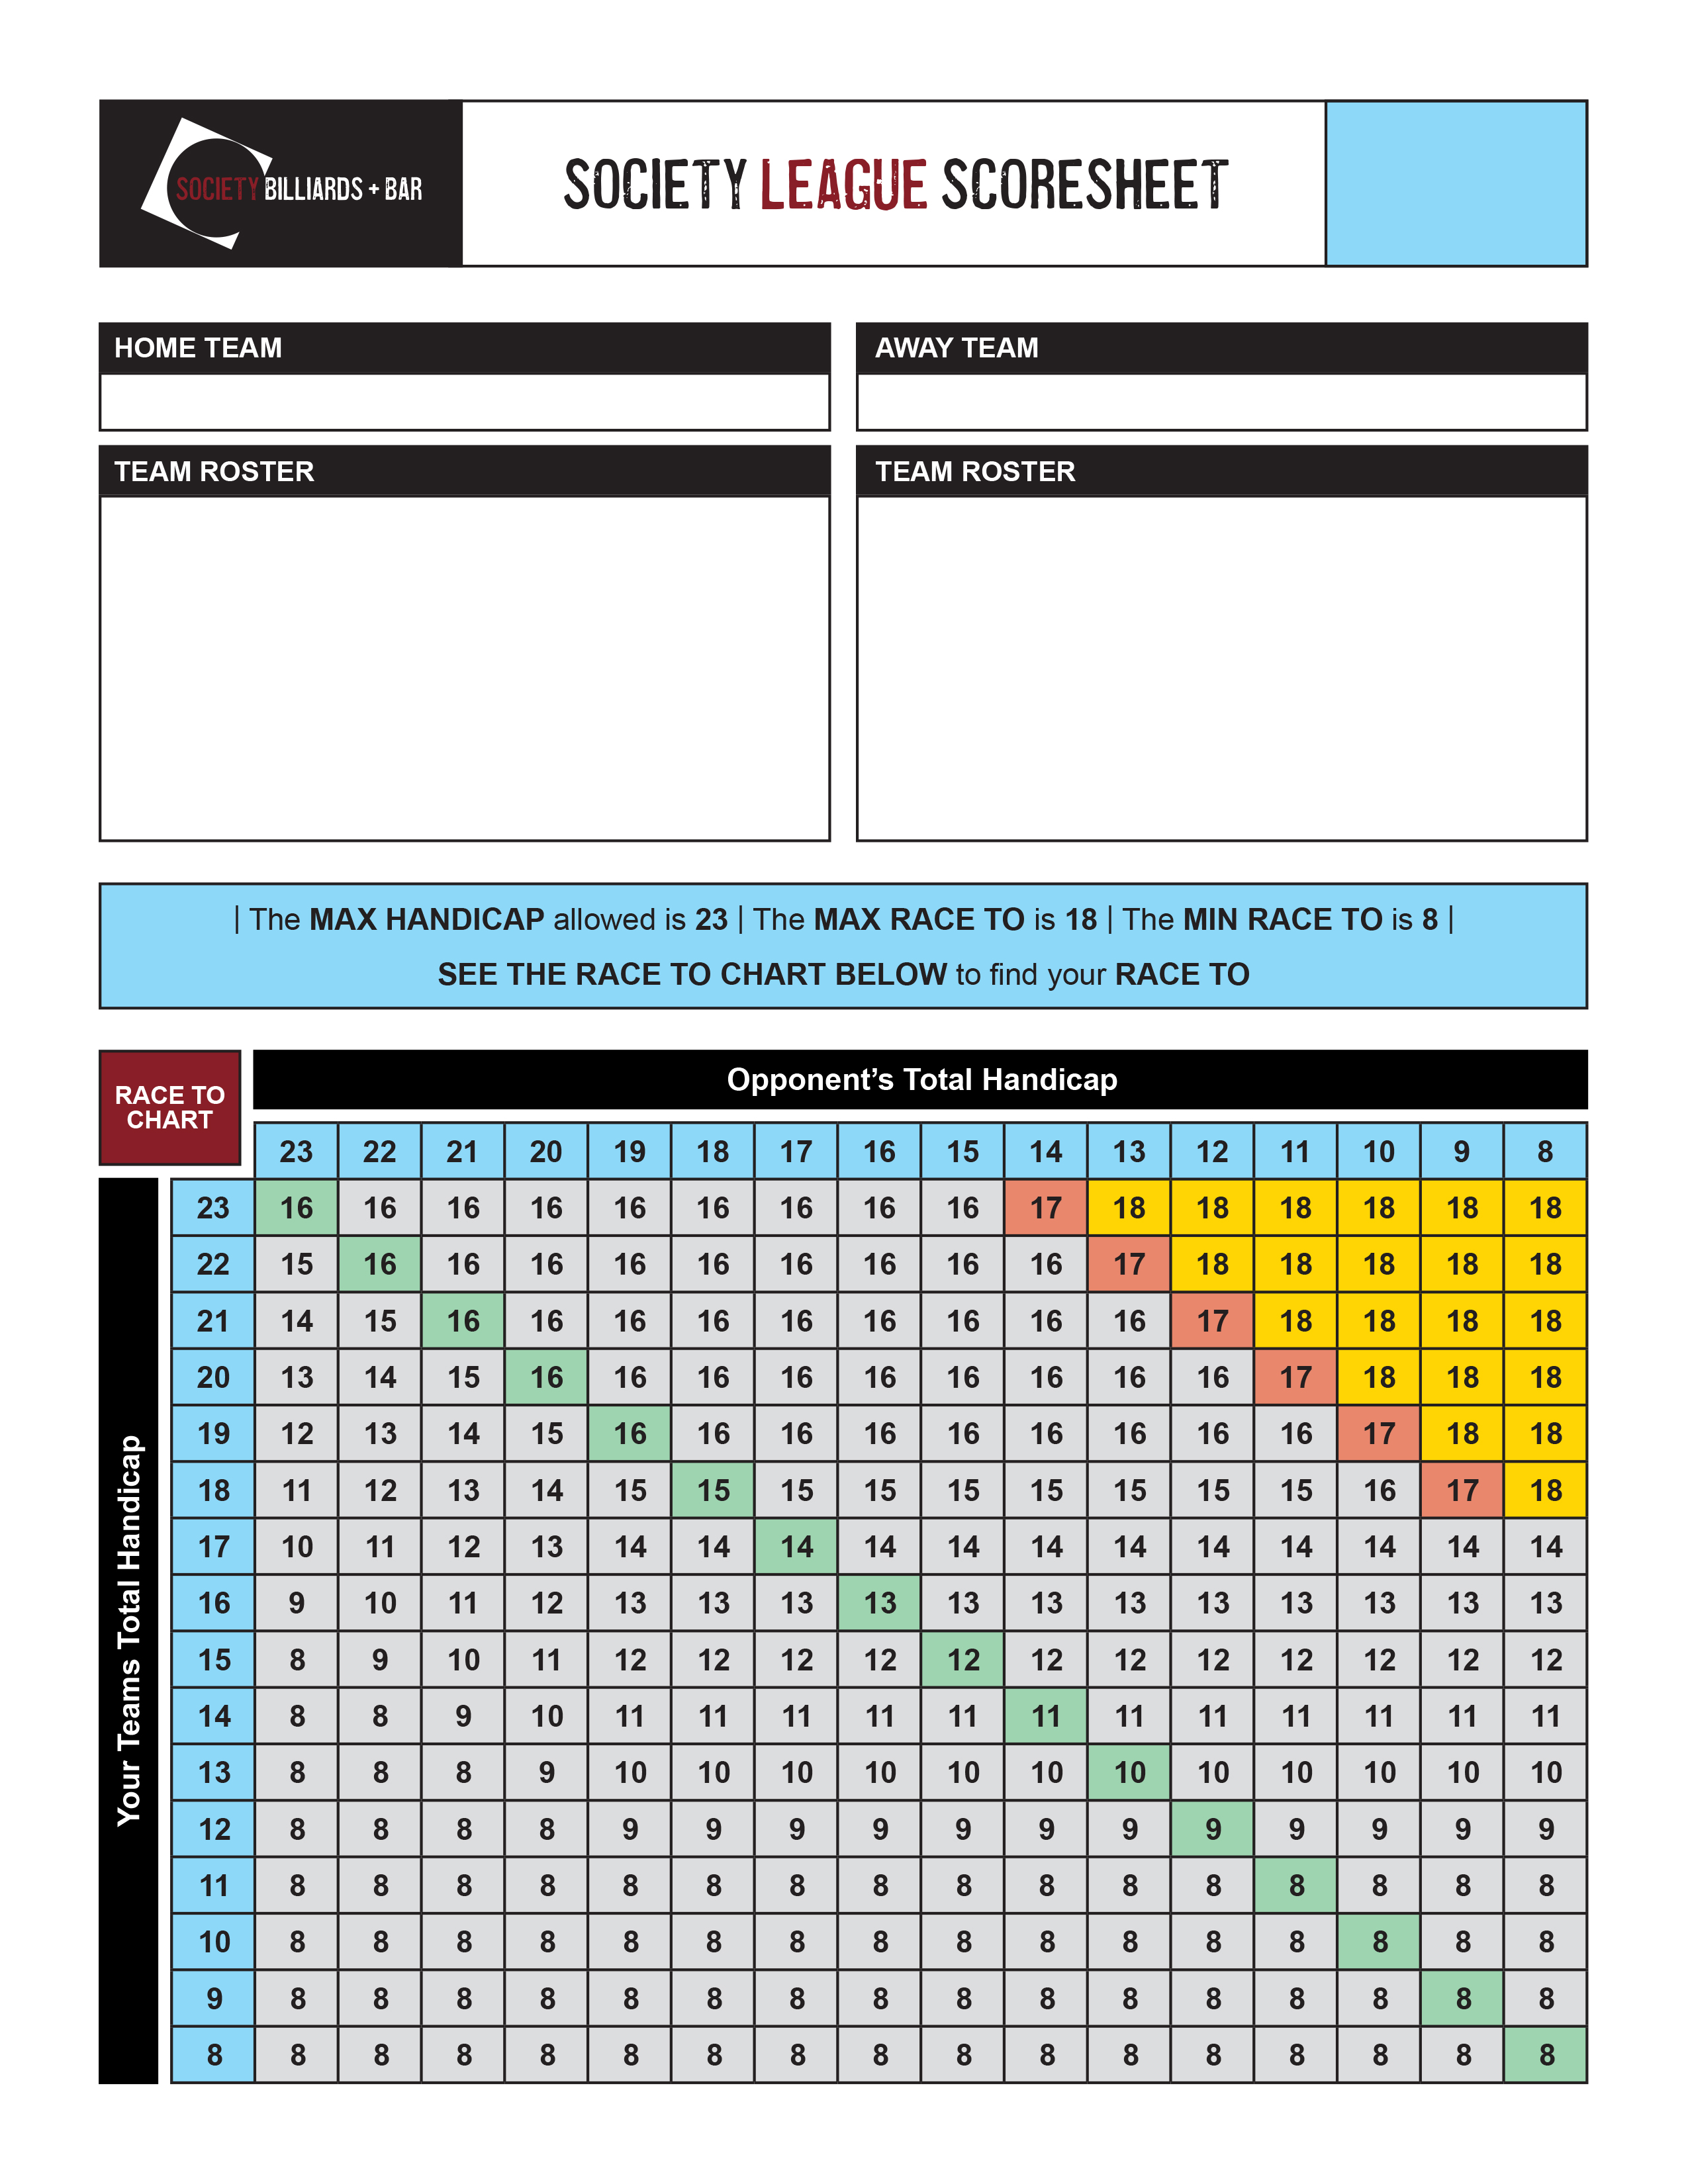 SOCIETY BILLIARDS + BAR
SOCIETY LEAGUE SCORESHEET
HOME TEAM
AWAY TEAM
TEAM ROSTER
TEAM ROSTER
| The MAX HANDICAP allowed is 23 | The MAX RACE TO is 18 | The MIN RACE TO is 8 |
SEE THE RACE TO CHART BELOW to find your RACE TO
RACE TO
CHART
Opponent’s Total Handicap
Your Teams Total Handicap
23 22 21 20 19 18 17 16 15 14 13 12 11 10 9 8
23 16 16 16 16 16 16 16 16 16 17 18 18 18 18 18 18
22 15 16 16 16 16 16 16 16 16 16 17 18 18 18 18 18
21 14 15 16 16 16 16 16 16 16 16 16 17 18 18 18 18
20 13 14 15 16 16 16 16 16 16 16 16 16 17 18 18 18
19 12 13 14 15 16 16 16 16 16 16 16 16 16 17 18 18
18 11 12 13 14 15 15 15 15 15 15 15 15 15 16 17 18
17 10 11 12 13 14 14 14 14 14 14 14 14 14 14 14 14
16 9 10 11 12 13 13 13 13 13 13 13 13 13 13 13 13
15 8 9 10 11 12 12 12 12 12 12 12 12 12 12 12 12
14 8 8 9 10 11 11 11 11 11 11 11 11 11 11 11 11
13 8 8 8 9 10 10 10 10 10 10 10 10 10 10 10 10
12 8 8 8 8 9 9 9 9 9 9 9 9 9 9 9 9
11 8 8 8 8 8 8 8 8 8 8 8 8 8 8 8 8
10 8 8 8 8 8 8 8 8 8 8 8 8 8 8 8 8
9 8 8 8 8 8 8 8 8 8 8 8 8 8 8 8 8
8 8 8 8 8 8 8 8 8 8 8 8 8 8 8 8 8